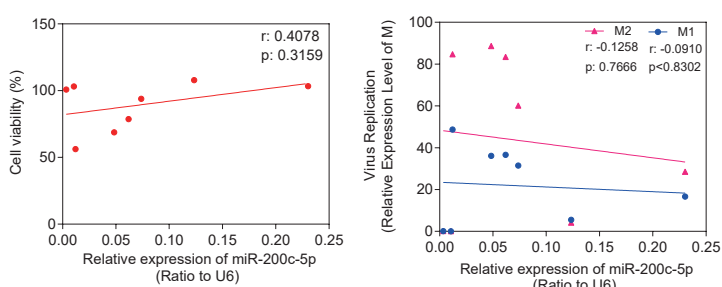 150
100
50
0
0.00 0.05 0.10 0.15 0.20 0.25
Cell viability (%)
r: 0.4078
p: 0.3159
Relative expression of miR-200c-5p
(Ratio to U6)
100
80
60
40
20
0
0.00 0.05 0.10 0.15 0.20 0.25
Virus Replication
(Relative Expression Level of M)
M2 M1
r: -0.1258 r: -0.0910
p: 0.7666 p<0.8302
Relative expression of miR-200c-5p
(Ratio to U6)